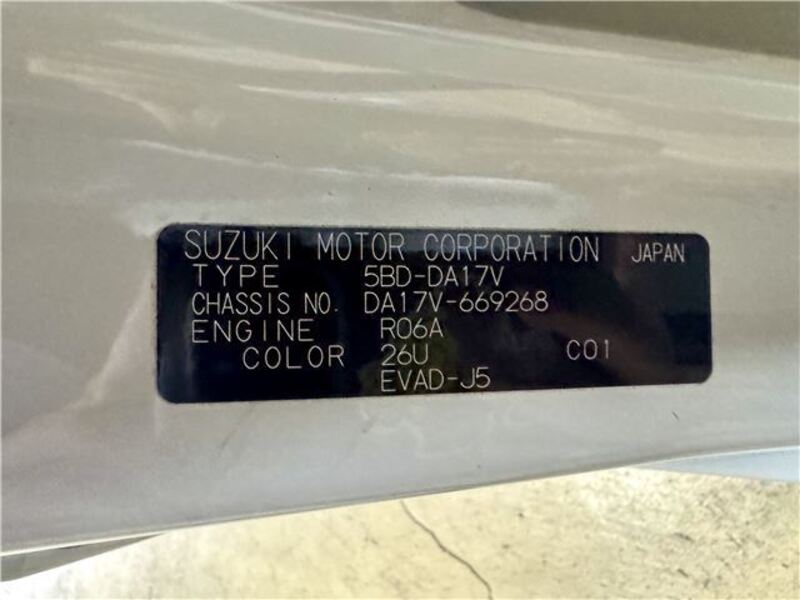 SUZUKI MOTOR CORPORATION JAPAN
TYPE 5BD-DA17V
CHASSIS NO. DA17V-669268
ENGINE R06A
COLOR 26U C01
EVAD-J5